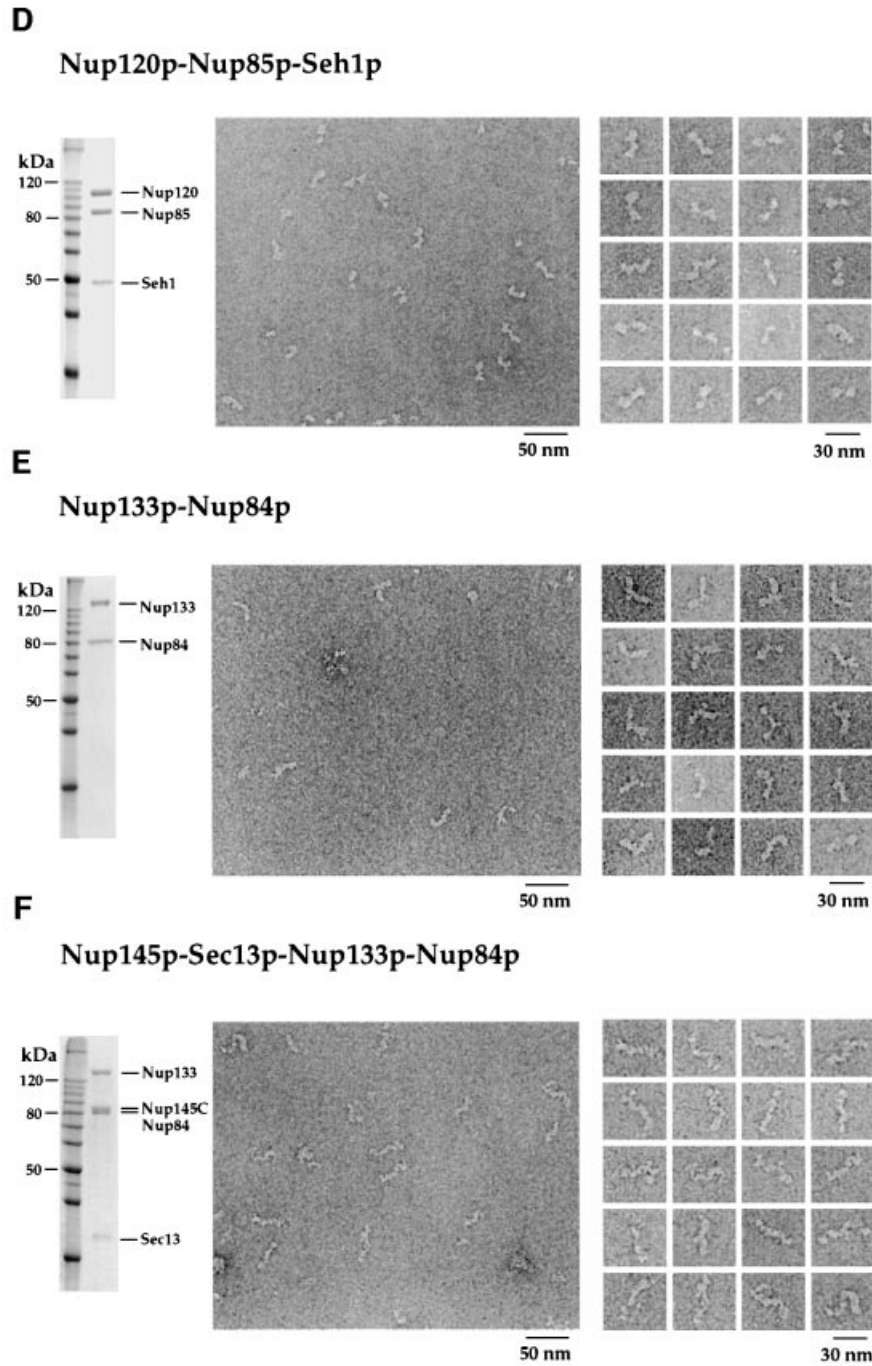 D
Nup120p-Nup85p-Seh1p
kDa
120
80
50
Nup120
Nup85
Seh1
50 nm
30 nm
E
Nup133p-Nup84p
kDa
120
80
50
Nup133
Nup84
50 nm
30 nm
F
Nup145p-Sec13p-Nup133p-Nup84p
kDa
120
80
50
Nup133
Nup145C
Nup84
Sec13
50 nm
30 nm